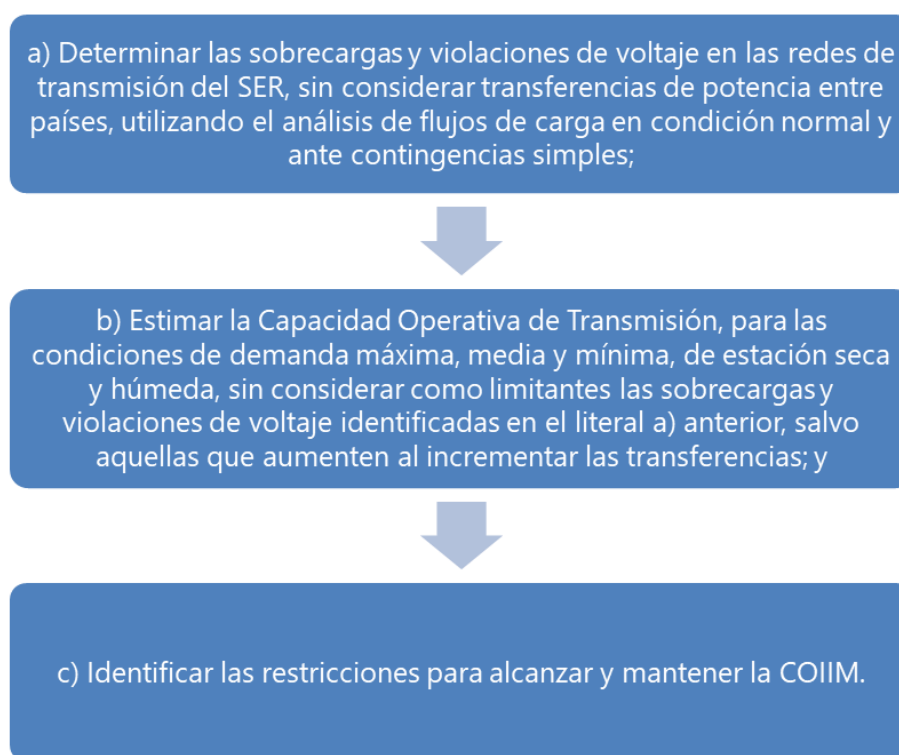 a) Determinar las sobrecargas y violaciones de voltaje en las redes de
transmisión del SER, sin considerar transferencias de potencia entre
países, utilizando el análisis de flujos de carga en condición normal y
ante contingencias simples;
b) Estimar la Capacidad Operativa de Transmisión, para las
condiciones de demanda máxima, media y mínima, de estación seca
y húmeda, sin considerar como limitantes las sobrecargas y
violaciones de voltaje identificadas en el literal a) anterior, salvo
aquellas que aumenten al incrementar las transferencias; y
c) Identificar las restricciones para alcanzar y mantener la COIIM.